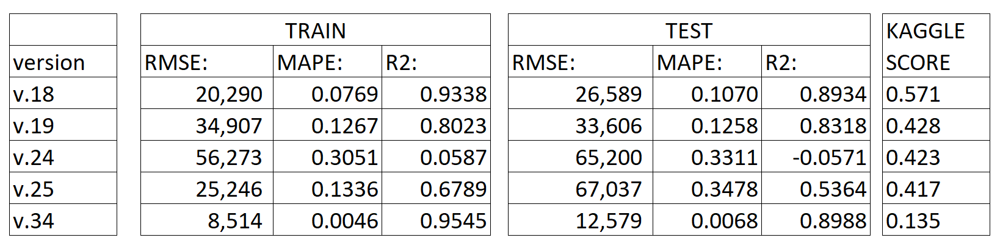 TRAIN TEST KAGGLE
version RMSE: MAPE: R2: RMSE: MAPE: R2: SCORE
v.18 20,290 0.0769 0.9338 26,589 0.1070 0.8934 0.571
v.19 34,907 0.1267 0.8023 33,606 0.1258 0.8318 0.428
v.24 56,273 0.3051 0.0587 65,200 0.3311 -0.0571 0.423
v.25 25,246 0.1336 0.6789 67,037 0.3478 0.5364 0.417
v.34 8,514 0.0046 0.9545 12,579 0.0068 0.8988 0.135